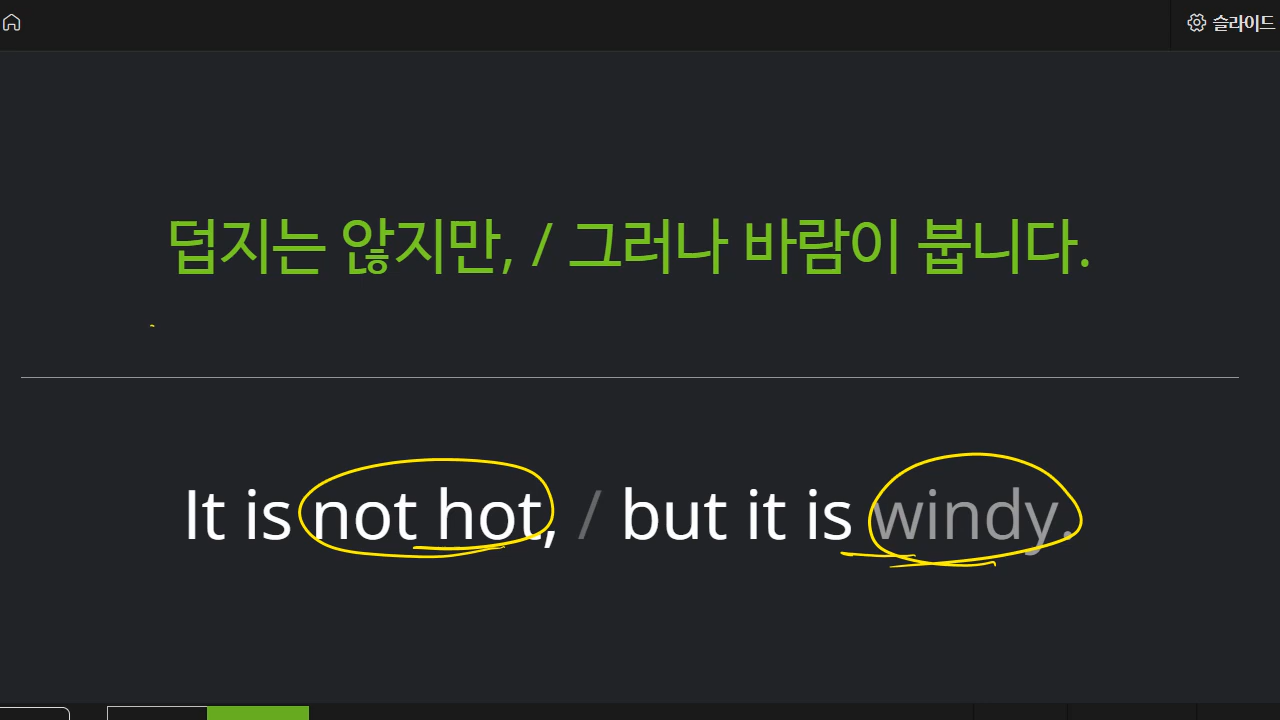 슬라이드
덥지는 않지만, / 그러나 바람이 붑니다.
It is not hot, / but it is windy.